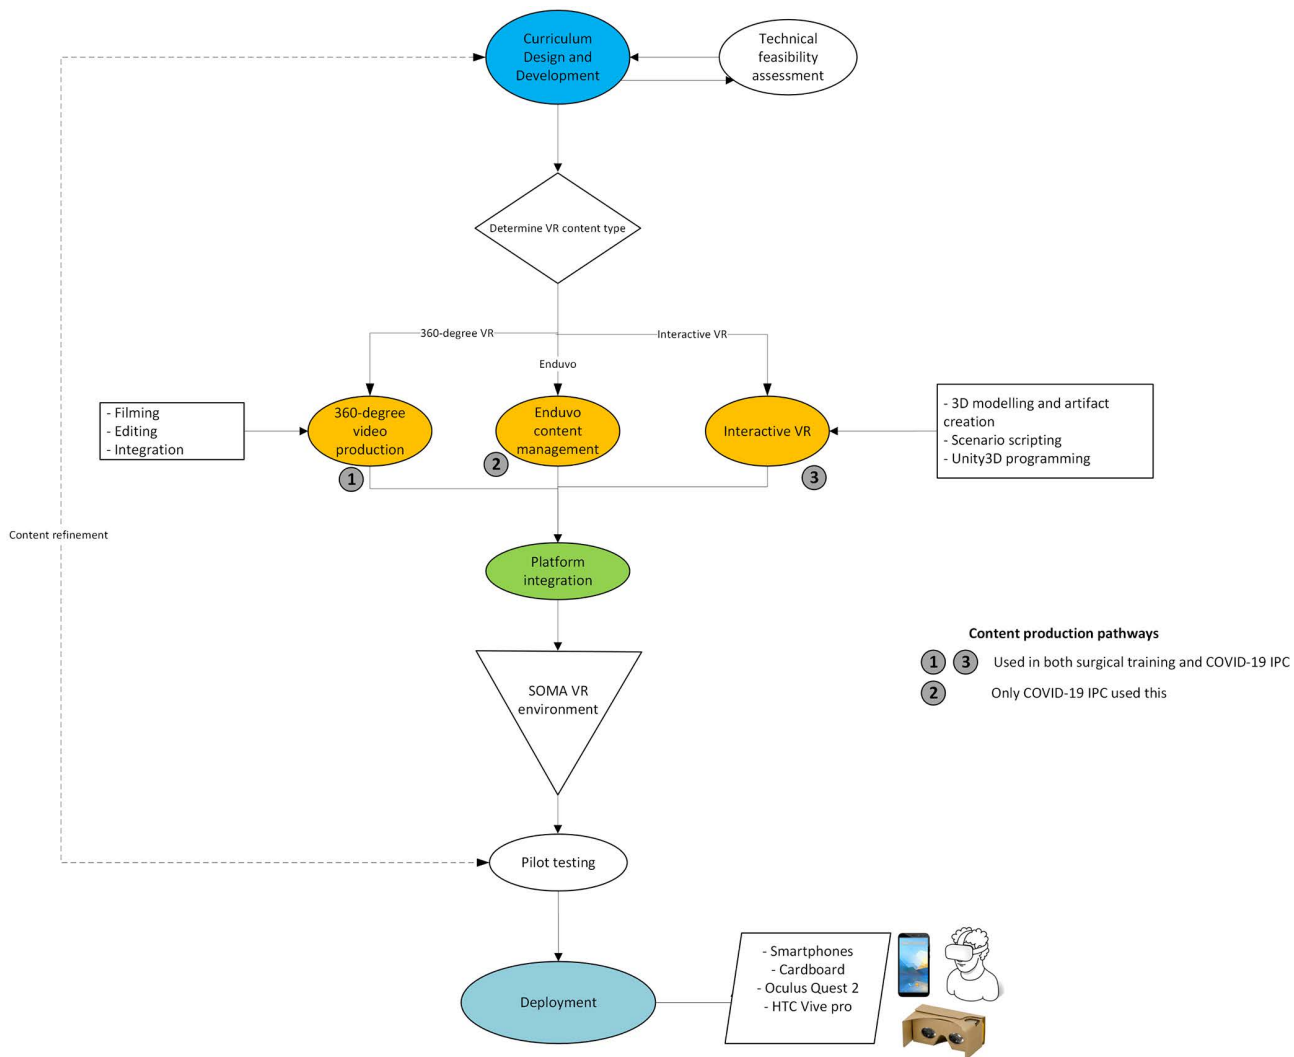 Curriculum
Design and
Development
Technical
feasibility
assessment
Determine VR content type
360-degree VR
Interactive VR
Enduvo
- Filming
- Editing
- Integration
360-degree
video
production
Enduvo
content
management
Interactive VR
- 3D modelling and artifact
creation
- Scenario scripting
- Unity3D programming
1
2
3
Content refinement
Platform
integration
Content production pathways
1 3 Used in both surgical training and COVID-19 IPC
2 Only COVID-19 IPC used this
SOMA VR
environment
Pilot testing
Deployment
- Smartphones
- Cardboard
- Oculus Quest 2
- HTC Vive pro